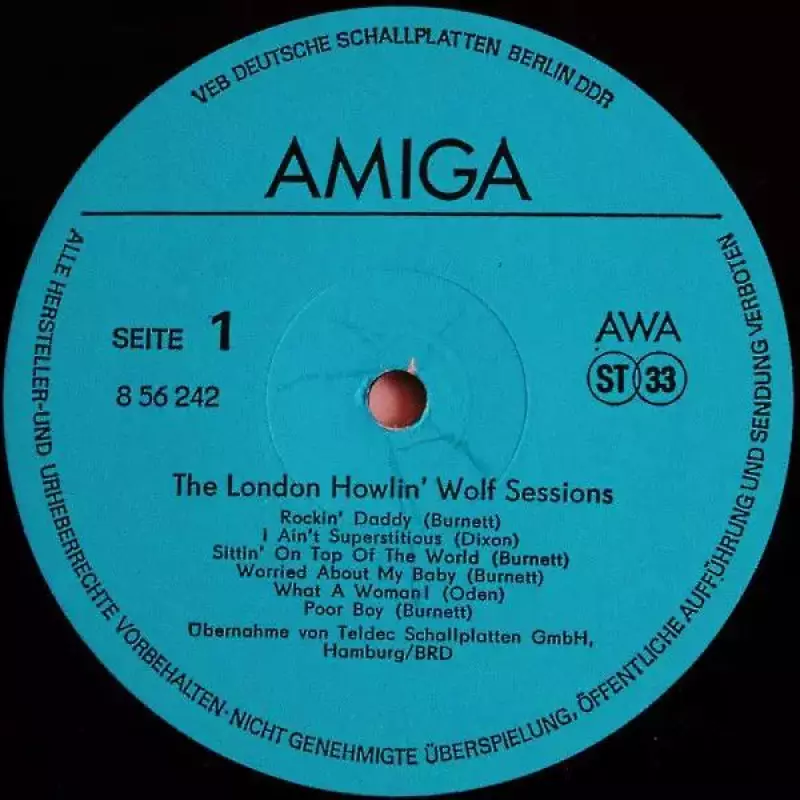 VEB DEUTSCHE SCHALLPLATTEN BERLIN DDR
AMIGA
SEITE 1
8 56 242
AWA
ST 33
The London Howlin' Wolf Sessions
Rockin' Daddy (Burnett)
I Ain't Superstitious (Dixon)
Sittin' On Top Of The World (Burnett)
Worried About My Baby (Burnett)
What A Woman! (Oden)
Poor Boy (Burnett)
Übernahme von Teldec Schallplatten GmbH,
Hamburg/BRD
ALLE HERSTELLER-UND URHEBERRECHTE VORBEHALTEN·NICHT GENEHMIGTE ÜBERSPIELUNG, ÖFFENTLICHE AUFFÜHRUNG UND SENDUNG VERBOTEN